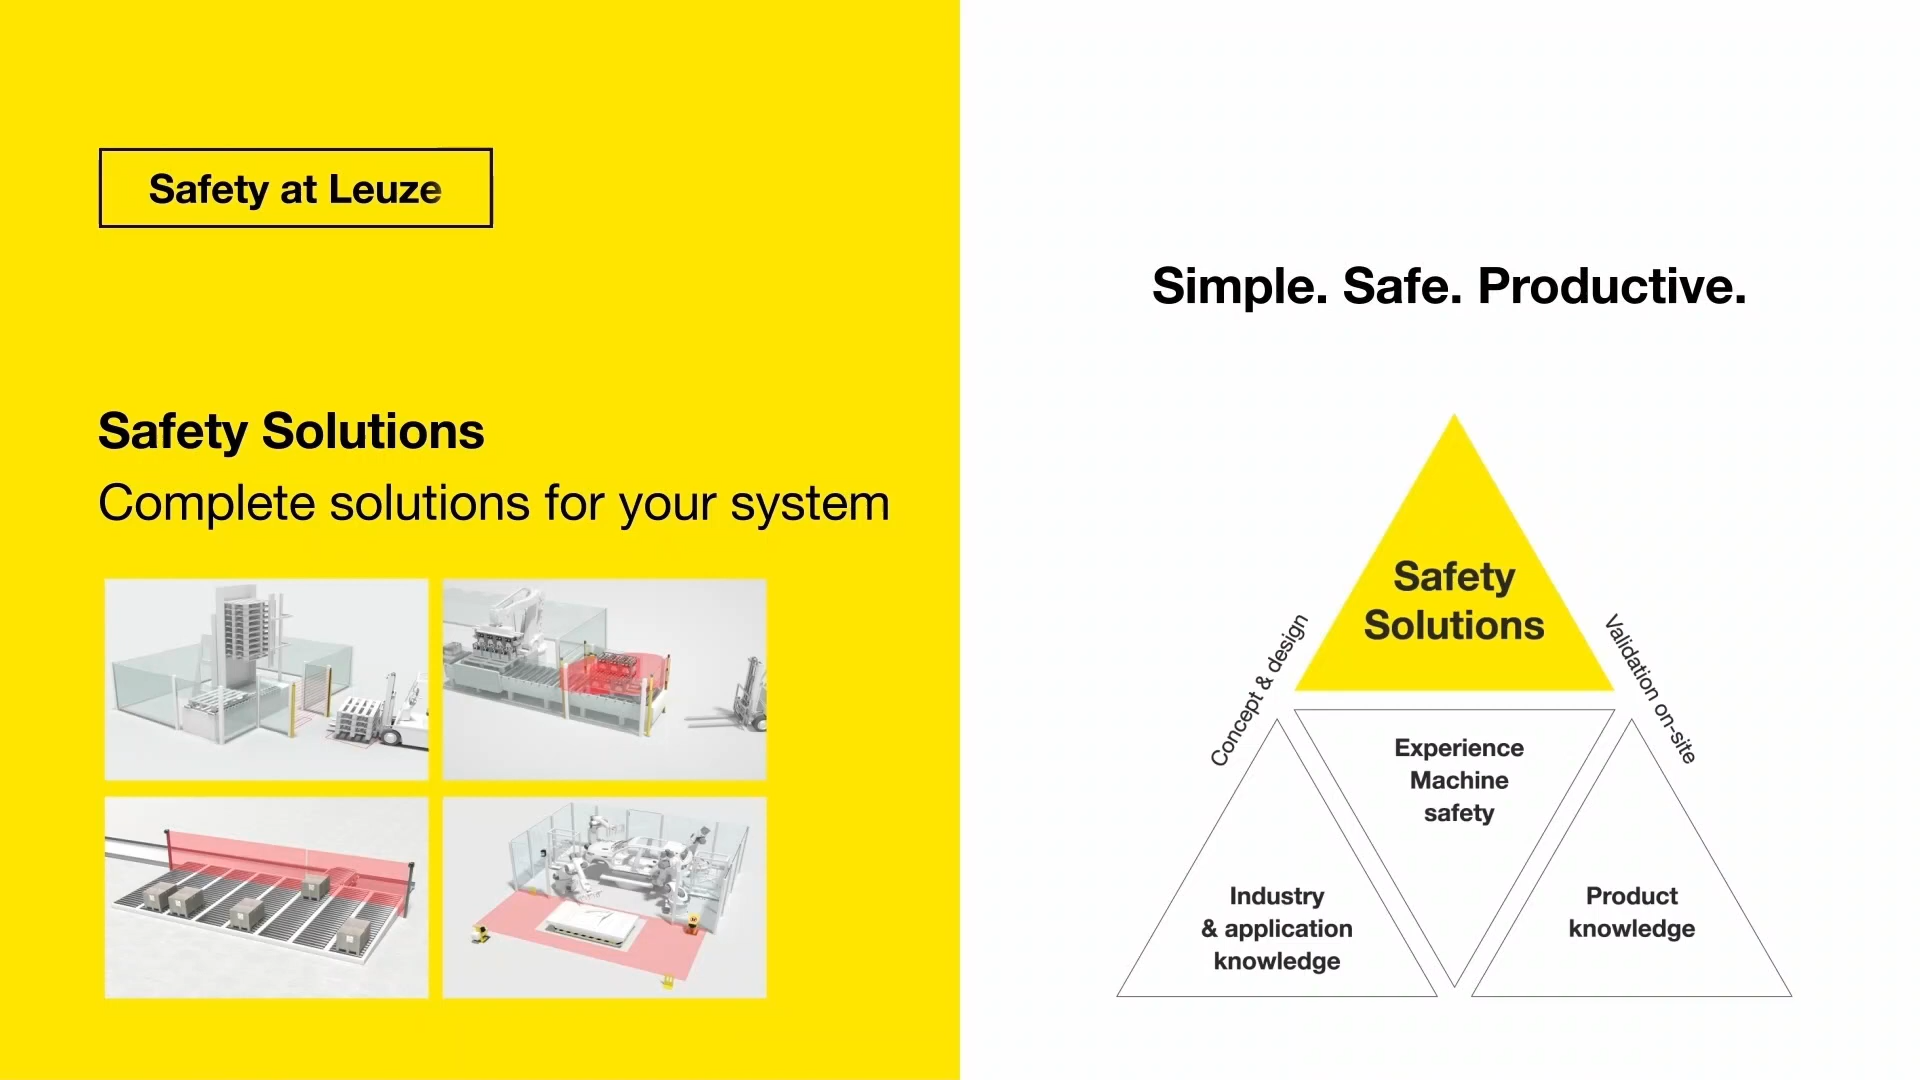 Safety at Leuze
Safety Solutions
Complete solutions for your system
Simple. Safe. Productive.
Safety
Solutions
Concept & design
Validation on-site
Experience
Machine
safety
Industry
& application
knowledge
Product
knowledge